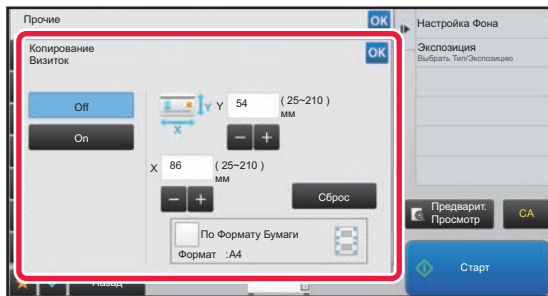 Прочие
OK
Настройка Фона
Копирование
Визиток
OK
Экспозиция
Выбрать Тип/Экспозицию
Off
On
Y
X
Y 54 ( 25~210 )
мм
− +
X 86 ( 25~210 )
мм
− +
Сброс
По Формату Бумаги
Формат :A4
Предварит.
Просмотр
CA
Старт
Назад